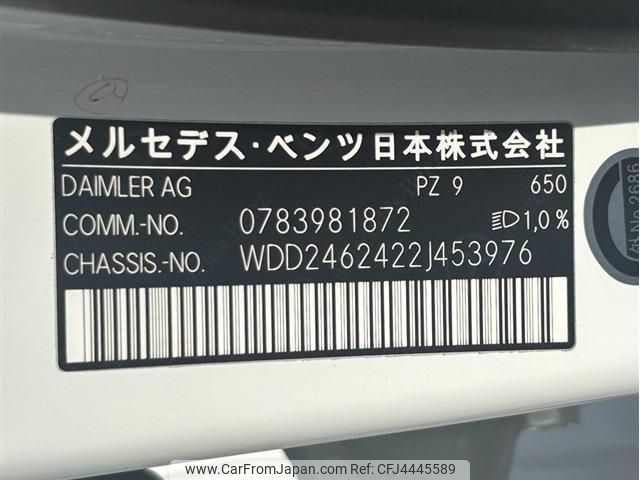 メルセデス・ベンツ日本株式会社
DAIMLER AG PZ 9 650
COMM.-NO. 0783981872 1,0%
CHASSIS.-NO. WDD2462422J453976
www.CarFromJapan.com REF ID: CFJ4445589